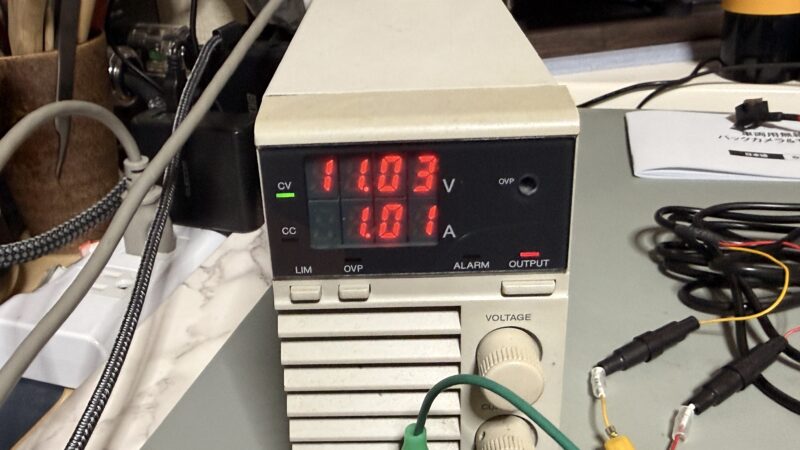 CV
11.03 V
OVP
CC
1.01 A
LIM
OVP
ALARM
OUTPUT
VOLTAGE